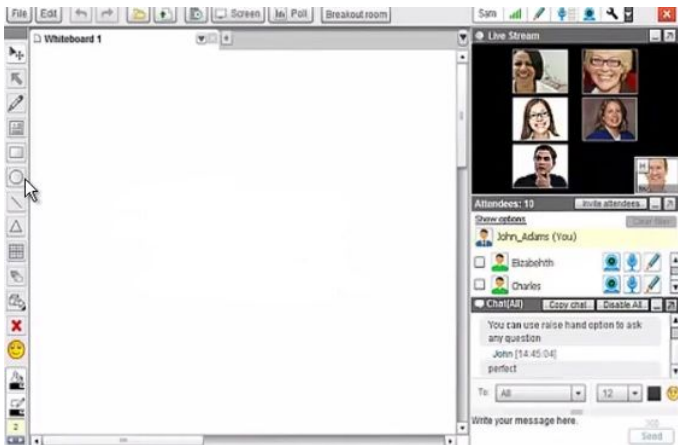 File Edit Screen Poll Breakout room Sam
Whiteboard 1
Live Stream
H
Attendees: 10 Invite attendees
Show options Clear filter
John_Adams (You)
Elizabehth
Charles
Chat(All) Copy chat Disable All
You can use raise hand option to ask
any question
John [14:45:04]
perfect
To: All 12
Write your message here.
300
Send
2